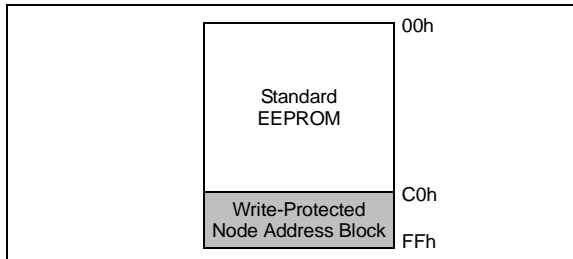 00h
Standard
EEPROM
C0h
Write-Protected
Node Address Block
FFh